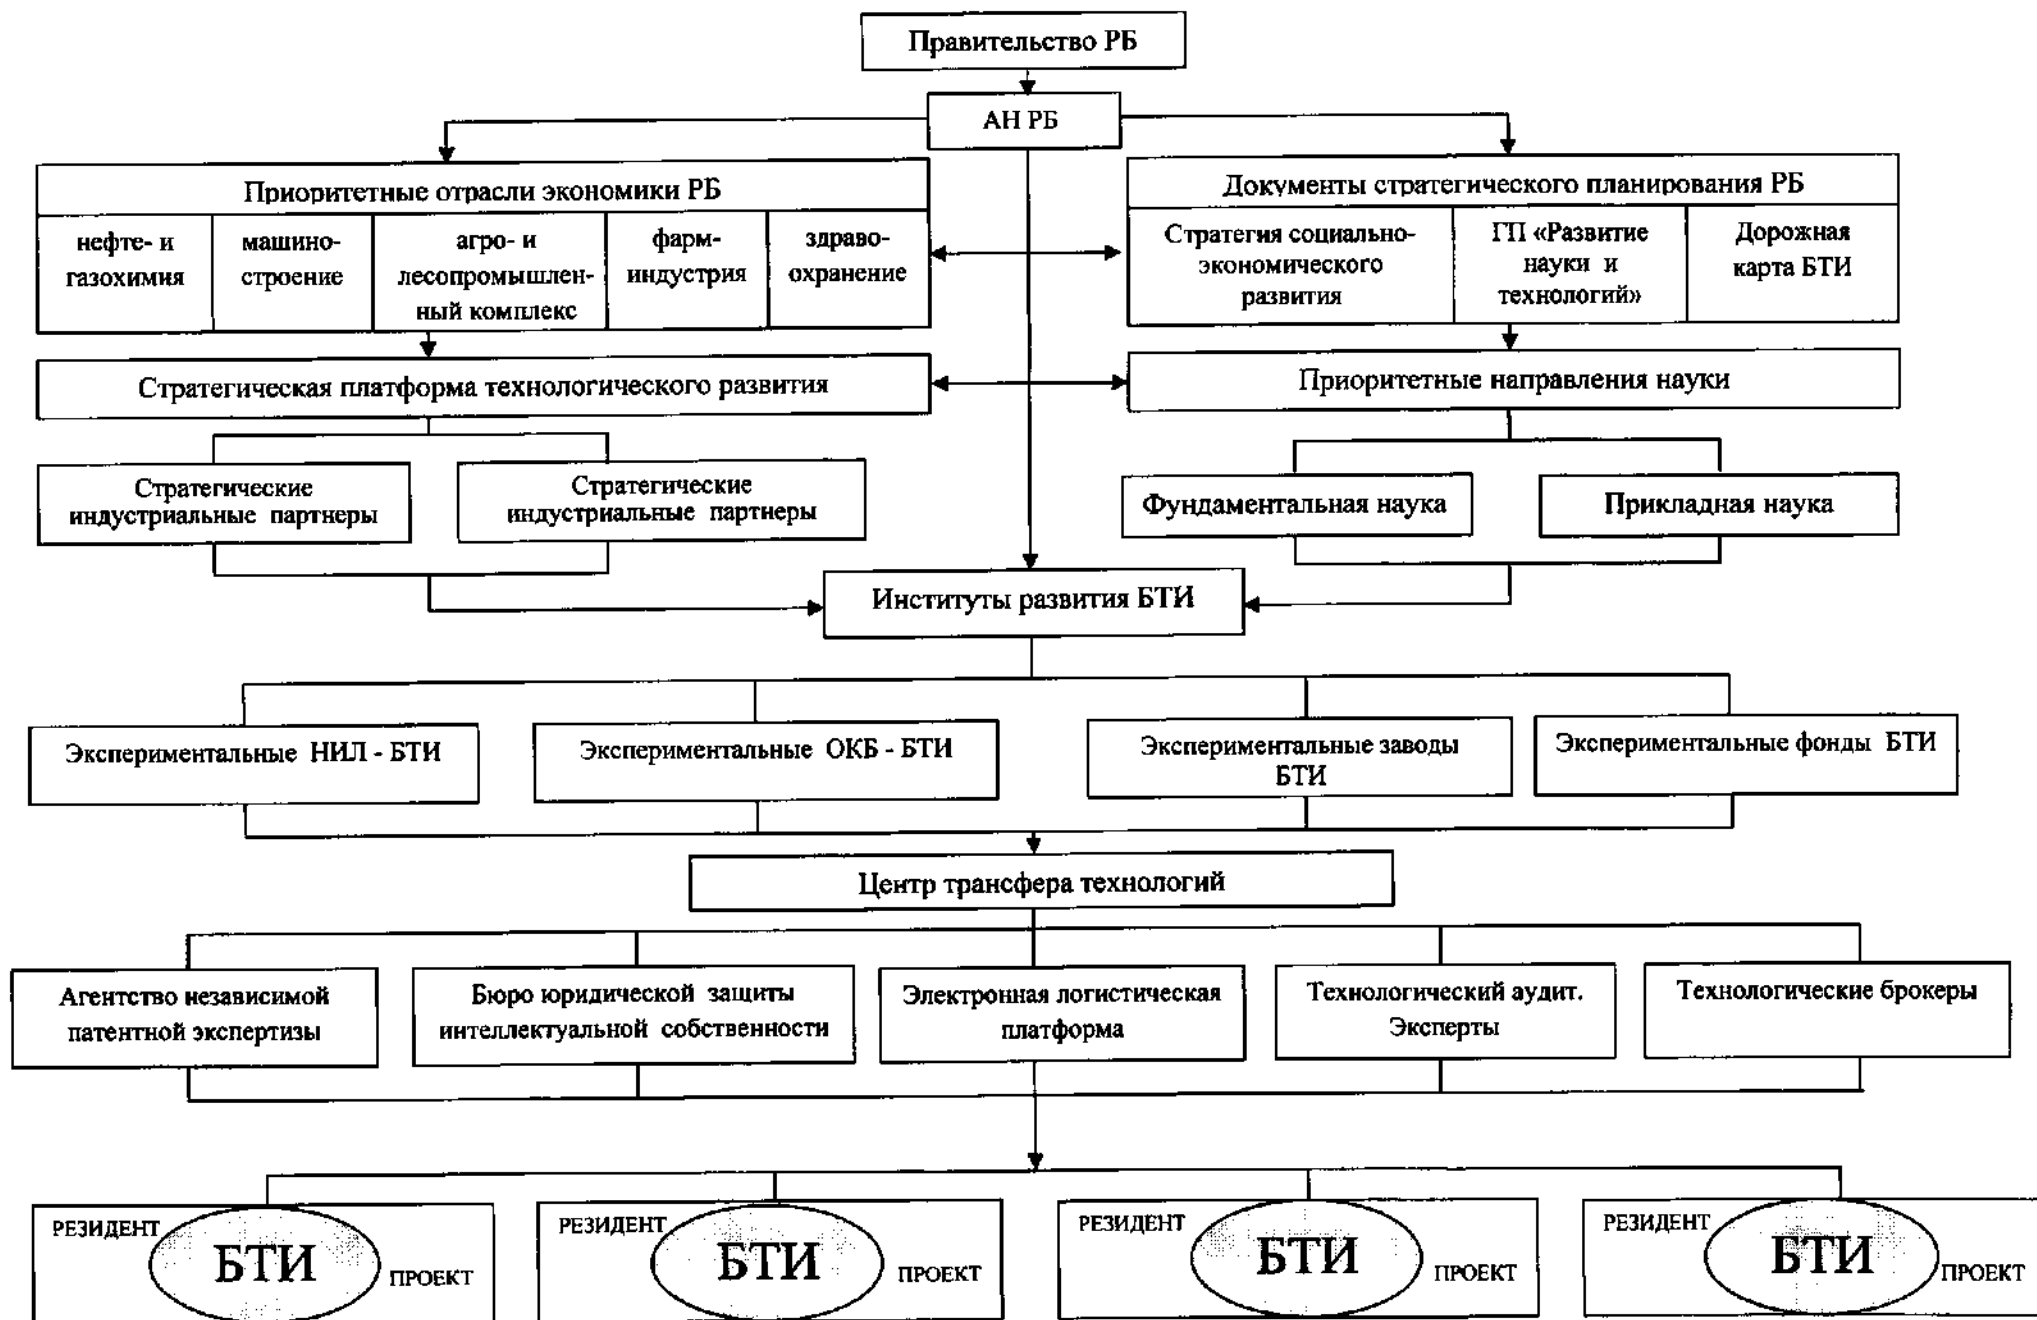 Правительство РБ
АН РБ
Приоритетные отрасли экономики РБ
нефте- и
газохимия
машино-
строение
агро- и
лесопромышлен-
ный комплекс
фарм-
индустрия
здраво-
охранение
Документы стратегического планирования РБ
Стратегия социально-
экономического
развития
ГП «Развитие
науки и
технологий»
Дорожная
карта БТИ
Стратегическая платформа технологического развития
Приоритетные направления науки
Стратегические
индустриальные партнеры
Стратегические
индустриальные партнеры
Фундаментальная наука
Прикладная наука
Институты развития БТИ
Экспериментальные НИЛ - БТИ
Экспериментальные ОКБ - БТИ
Экспериментальные заводы
БТИ
Экспериментальные фонды БТИ
Центр трансфера технологий
Агентство независимой
патентной экспертизы
Бюро юридической защиты
интеллектуальной собственности
Электронная логистическая
платформа
Технологический аудит.
Эксперты
Технологические брокеры
РЕЗИДЕНТ
БТИ
ПРОЕКТ
РЕЗИДЕНТ
БТИ
ПРОЕКТ
РЕЗИДЕНТ
БТИ
ПРОЕКТ
РЕЗИДЕНТ
БТИ
ПРОЕКТ